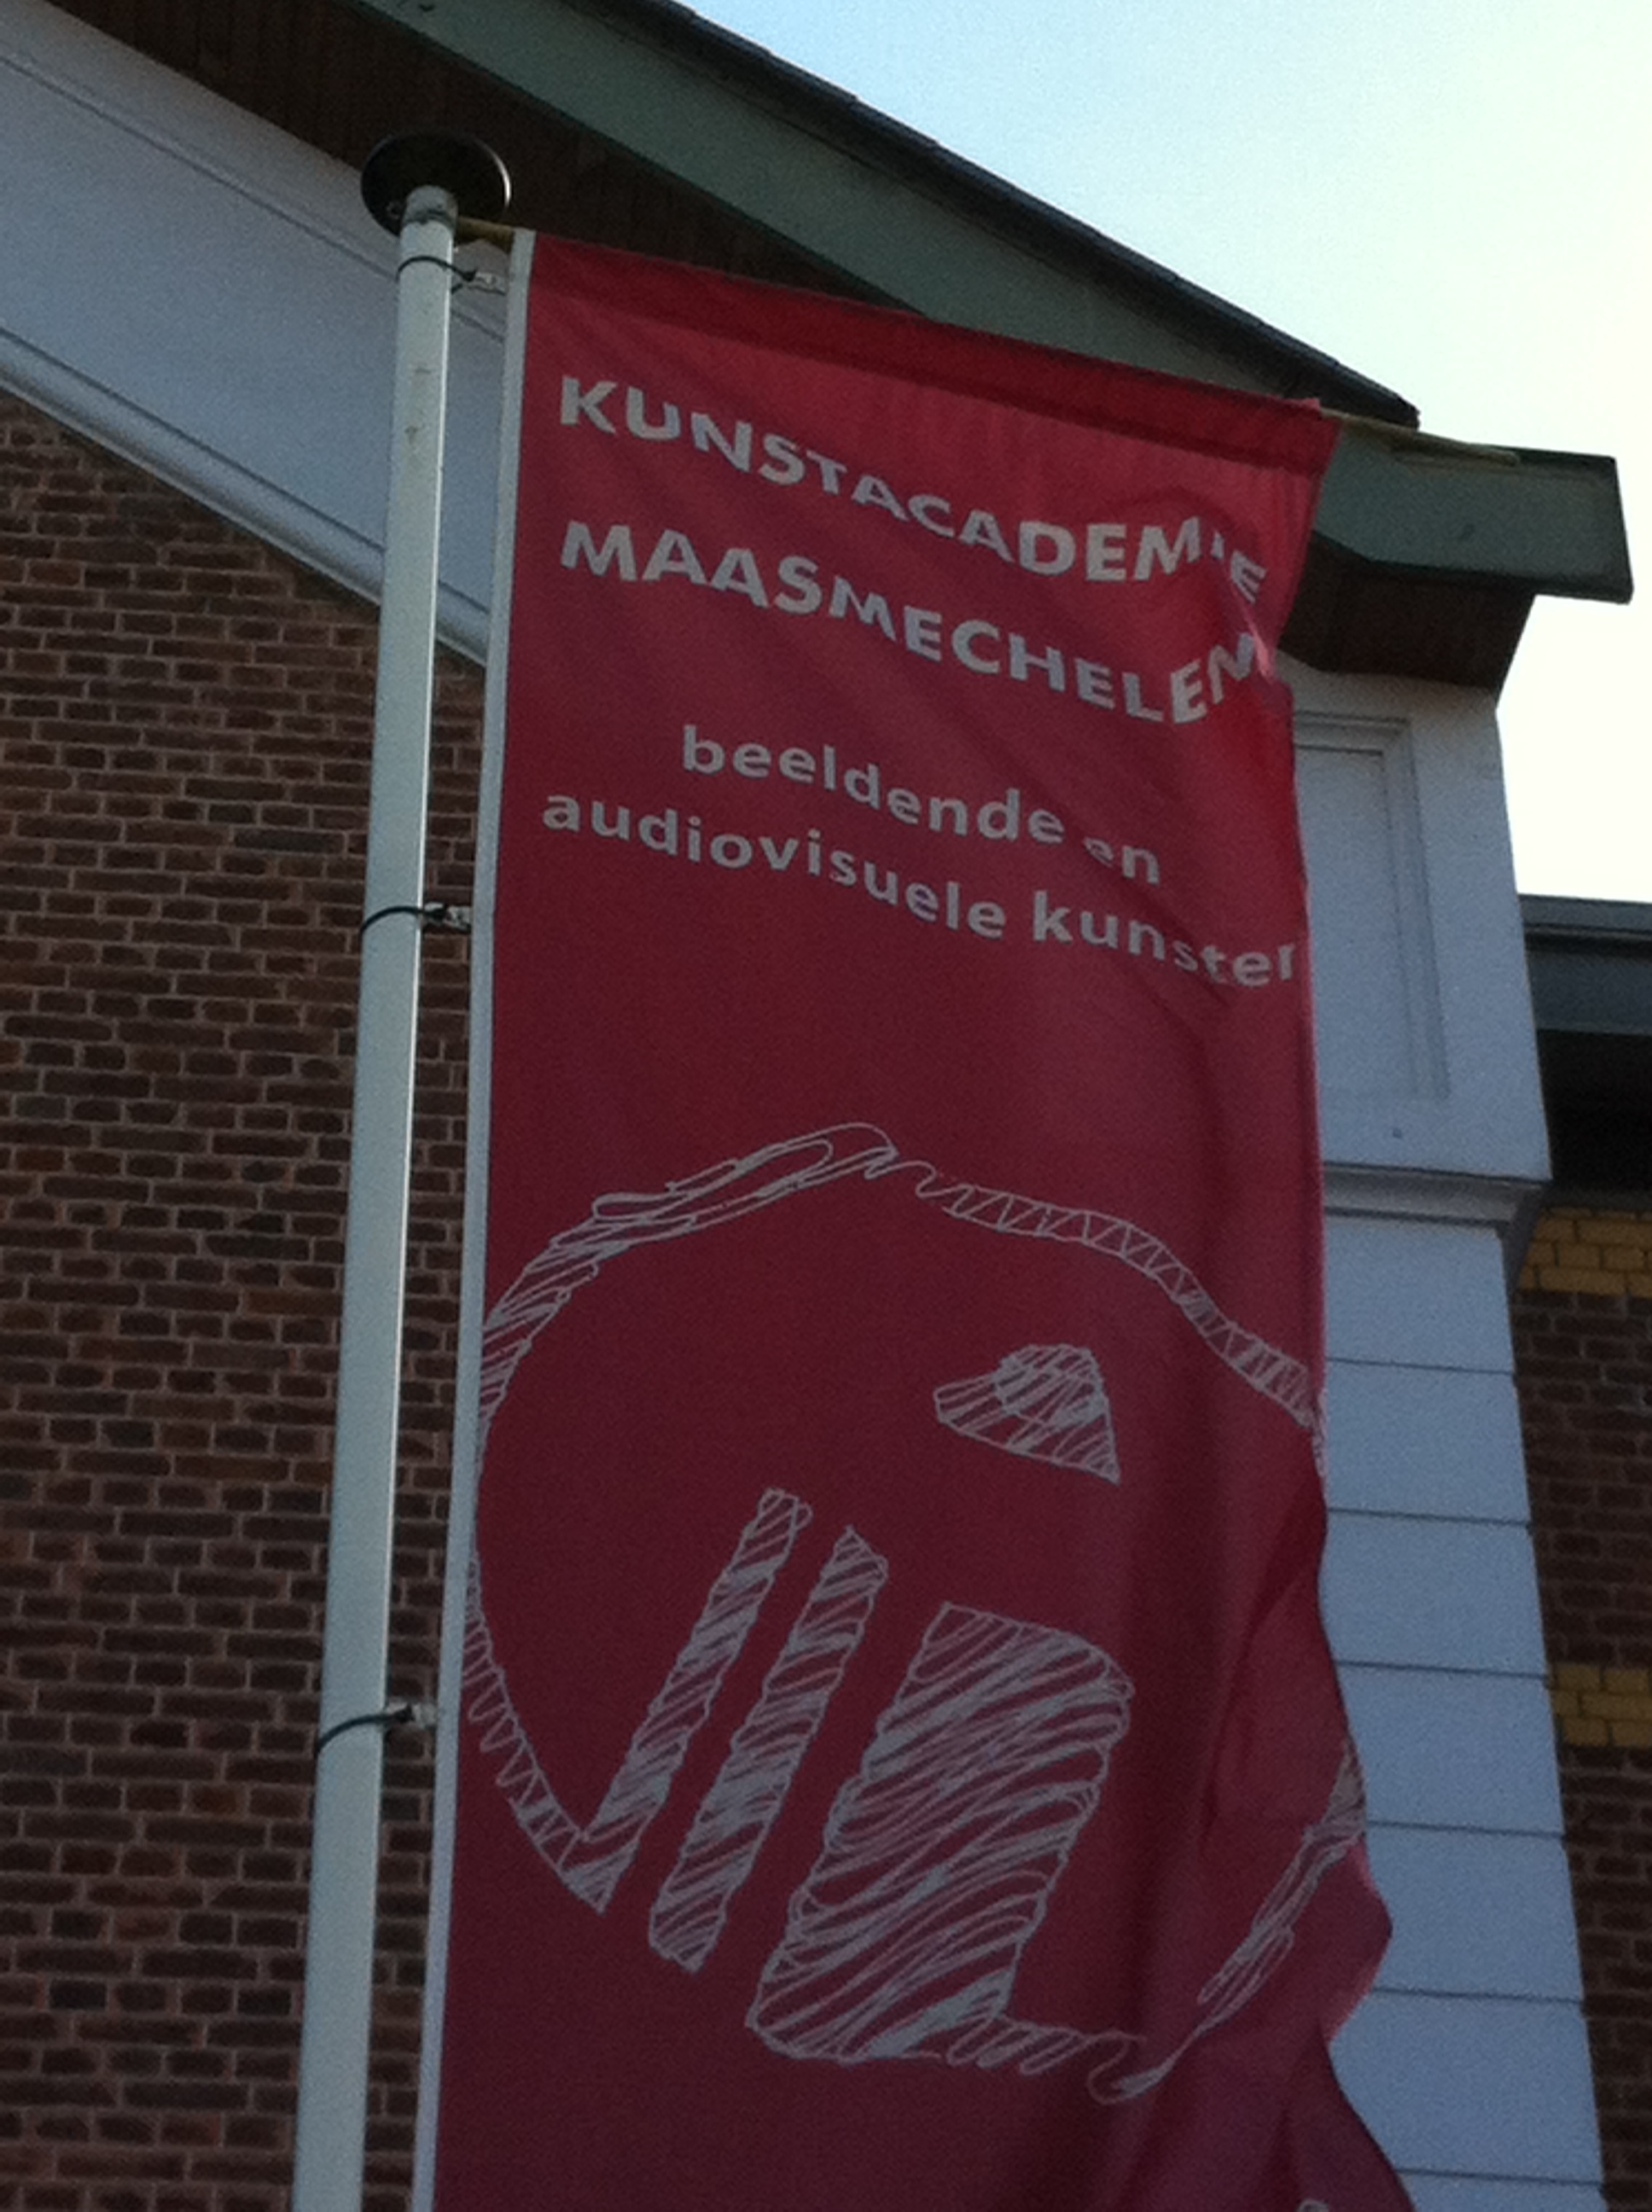 KUNSTACADEMIE
MAASMECHELEN
beeldende en
audiovisuele kunsten